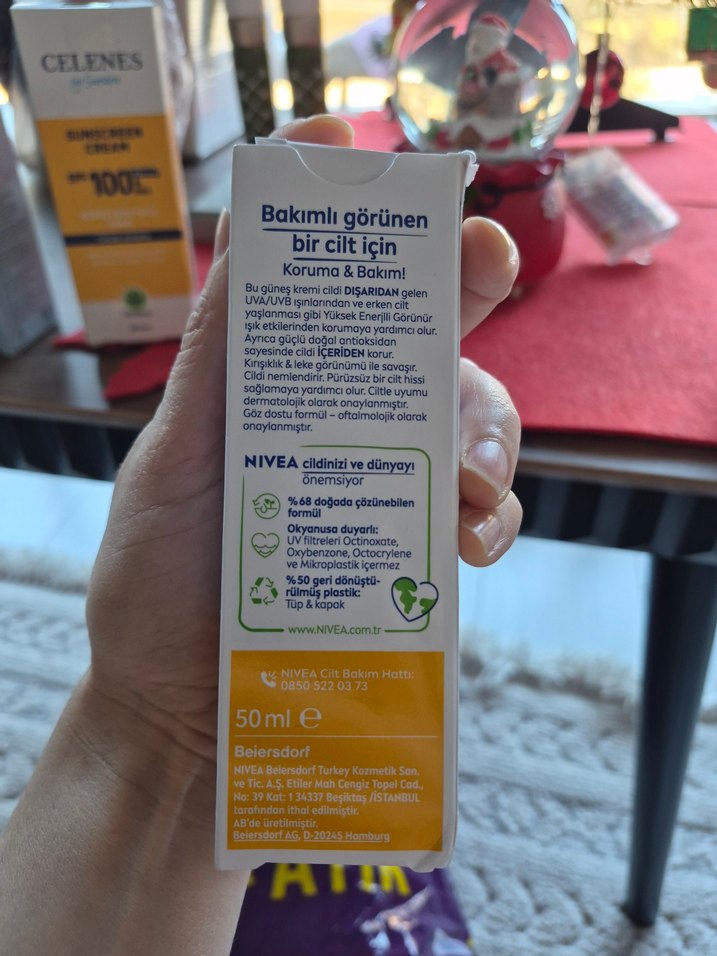 CELENES
SUNSCREEN
CREAM
100
Bakımlı görünen
bir cilt için
Koruma & Bakım!
Bu güneş kremi cildi DIŞARIDAN gelen
UVA/UVB ışınlarından ve erken cilt
yaşlanması gibi Yüksek Enerjlli Görünür
ışık etkilerinden korumaya yardımcı olur.
Ayrıca güçlü doğal antioksidan
sayesinde cildi İÇERİDEN korur.
Kırışıklık & leke görünümü ile savaşır.
Cildi nemlendirir. Pürüzsüz bir cilt hissi
sağlamaya yardımcı olur. Ciltle uyumu
dermatolojik olarak onaylanmıştır.
Göz dostu formül – oftalmolojik olarak
onaylanmıştır.
NIVEA cildinizi ve dünyayı
önemsiyor
%68 doğada çözünebilen
formül
Okyanusa duyarlı:
UV filtreleri Octinoxate,
Oxybenzone, Octocrylene
ve Mikroplastik içermez
%50 geri dönüştü-
rülmüş plastik:
Tüp & kapak
www.NIVEA.com.tr
NIVEA Cilt Bakım Hattı:
0850 522 03 73
50 ml ℮
Beiersdorf
NIVEA Beiersdorf Turkey Kozmetik San.
ve Tic. A.Ş. Etiler Mah Cengiz Topel Cad.,
No: 39 Kat: 1 34337 Beşiktaş /İSTANBUL
tarafından ithal edilmiştir.
AB'de üretilmiştir.
Beiersdorf AG, D-20245 Hamburg